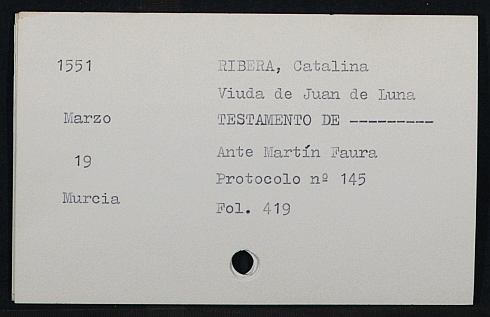 1551
RIBERA, Catalina
Viuda de Juan de Luna
Marzo
TESTAMENTO DE ---------
19
Ante Martín Faura
Protocolo nº 145
Murcia
Fol. 419